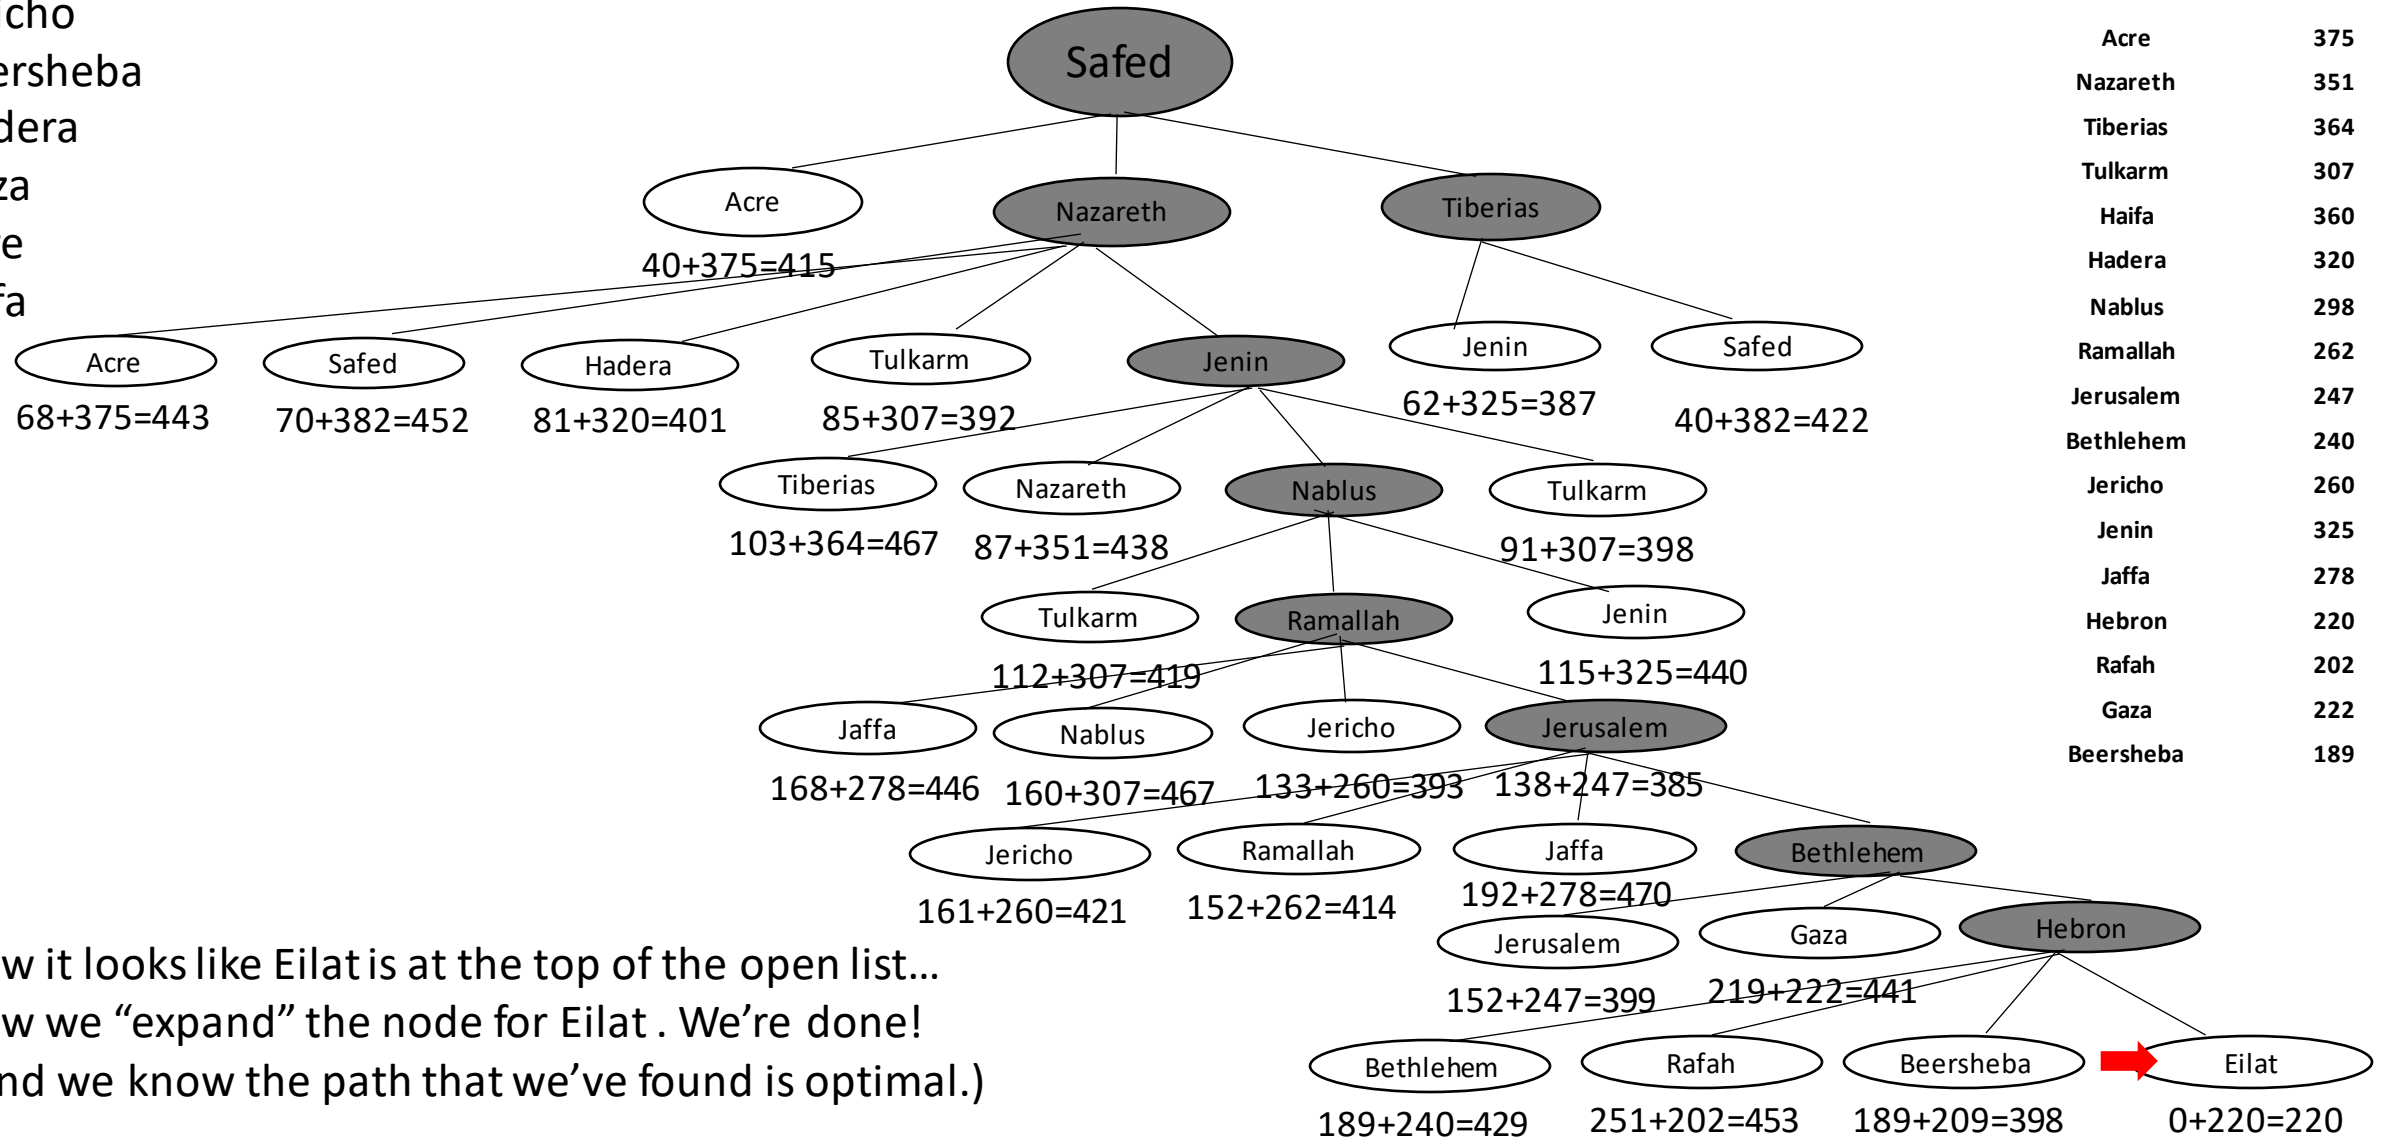 icho
ersheba
dera
za
e
fa
Safed
Acre
Nazareth
Tiberias
40+375=415
Acre
Safed
Hadera
Tulkarm
Jenin
Jenin
Safed
68+375=443
70+382=452
81+320=401
85+307=392
62+325=387
40+382=422
Tiberias
Nazareth
Nablus
Tulkarm
103+364=467
87+351=438
91+307=398
Tulkarm
Ramallah
Jenin
112+307=419
115+325=440
Jaffa
Nablus
Jericho
Jerusalem
168+278=446
160+307=467
133+260=393
138+247=385
Jericho
Ramallah
Jaffa
Bethlehem
161+260=421
152+262=414
192+278=470
Jerusalem
Gaza
Hebron
152+247=399
219+222=441
Bethlehem
Rafah
Beersheba
Eilat
189+240=429
251+202=453
189+209=398
0+220=220
w it looks like Eilat is at the top of the open list…
w we “expand” the node for Eilat . We’re done!
nd we know the path that we’ve found is optimal.)
Acre 375
Nazareth 351
Tiberias 364
Tulkarm 307
Haifa 360
Hadera 320
Nablus 298
Ramallah 262
Jerusalem 247
Bethlehem 240
Jericho 260
Jenin 325
Jaffa 278
Hebron 220
Rafah 202
Gaza 222
Beersheba 189